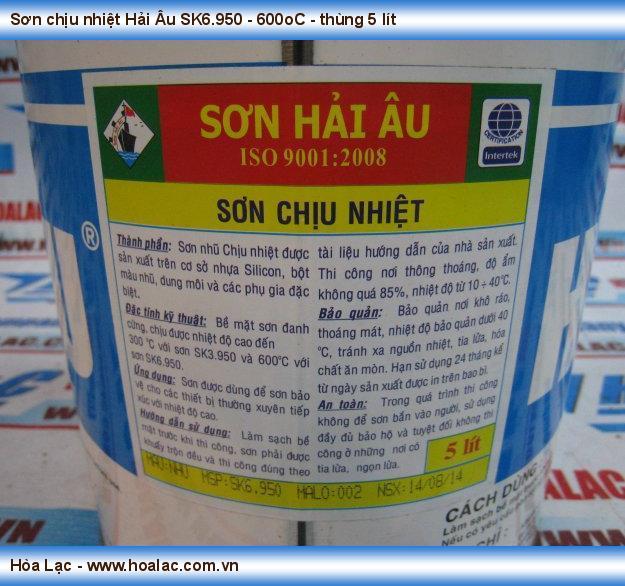 Sơn chịu nhiệt Hải Âu SK6.950 - 600oC - thùng 5 lít
SƠN HẢI ÂU
ISO 9001:2008
CERTIFICATION
Intertek
SƠN CHỊU NHIỆT
®
Thành phần: Sơn nhũ Chịu nhiệt được
sản xuất trên cơ sở nhựa Silicon, bột
màu nhũ, dung môi và các phụ gia đặc
biệt.
Đặc tính kỹ thuật: Bề mặt sơn đanh
cứng, chịu được nhiệt độ cao đến
300 °C với sơn SK3.950 và 600°C với
sơn SK6.950.
Ứng dụng: Sơn được dùng để sơn bảo
vệ cho các thiết bị thường xuyên tiếp
xúc với nhiệt độ cao.
Hướng dẫn sử dụng: Làm sạch bề
mặt trước khi thi công, sơn phải được
khuấy trộn đều và thi công đúng theo
tài liệu hướng dẫn của nhà sản xuất.
Thi công nơi thông thoáng, độ ẩm
không quá 85%, nhiệt độ từ 10 ÷ 40°C.
Bảo quản: Bảo quản nơi khô ráo,
thoáng mát, nhiệt độ bảo quản dưới 40
°C, tránh xa nguồn nhiệt, tia lửa, hóa
chất ăn mòn. Hạn sử dụng 24 tháng kể
từ ngày sản xuất được in trên bao bì.
An toàn: Trong quá trình thi công
không để sơn bắn vào người, sử dụng
đầy đủ bảo hộ và tuyệt đối không thi
công ở những nơi có
tia lửa, ngọn lửa.
5 lít
MAU:NHU MSP:SK6.950 MALO:002 NSX:14/08/14
CÁCH DÙNG
Làm sạch bề
Nếu có yêu cầu
Hòa Lạc - www.hoalac.com.vn